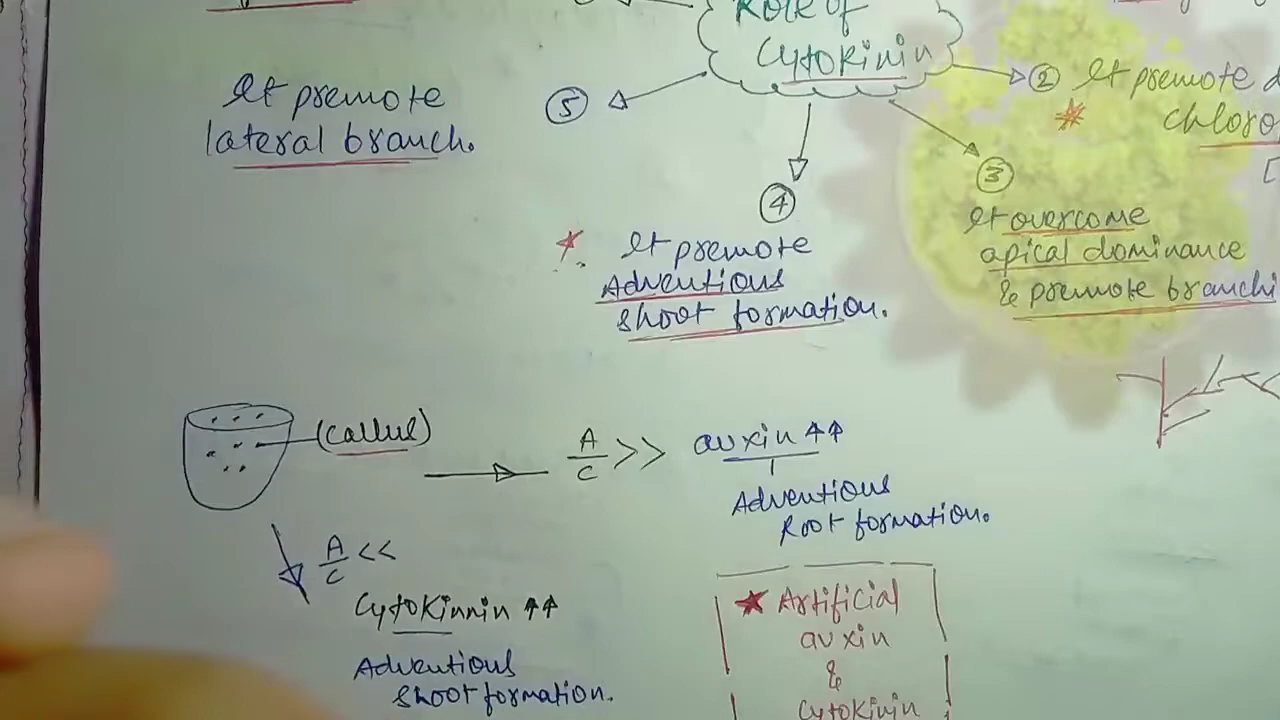 Role of
Cytokinin
②
It premote
chloro
③
It overcome
apical dominance
& premote branchi
④
It premote
Adventious
shoot formation.
⑤
It premote
lateral branch.
(callus)
A/C >> auxin ↑↑
Adventious
Root formation.
A/C <<
Cytokinnin ↑↑
Adventious
shoot formation.
★ Artificial
auxin
&
Cytokinin